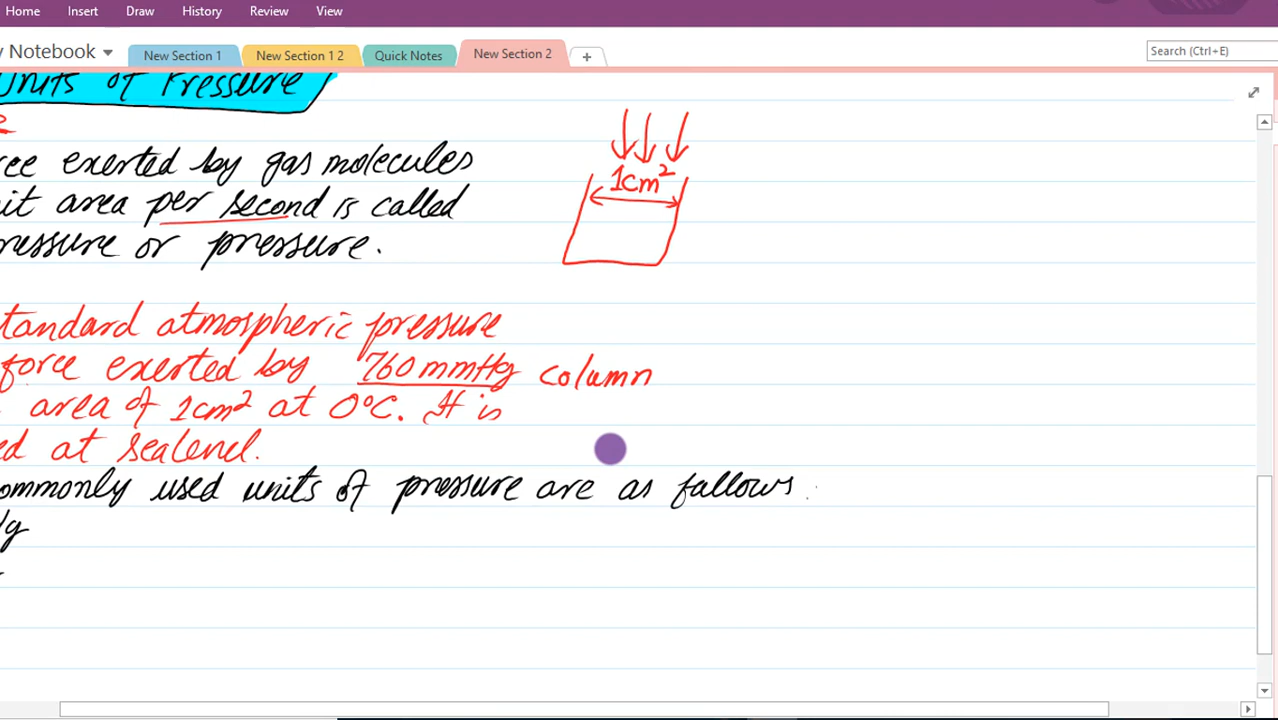 Home Insert Draw History Review View
y Notebook New Section 1 New Section 1 2 Quick Notes New Section 2 + Search (Ctrl+E)
Units of Pressure
rce exerted by gas molecules
it area per second is called
ressure or pressure.
1cm²
tandard atmospheric pressure
force exerted by 760 mmHg column
area of 1cm² at 0°C. It is
ed at sealevel.
ommonly used units of pressure are as fallows.